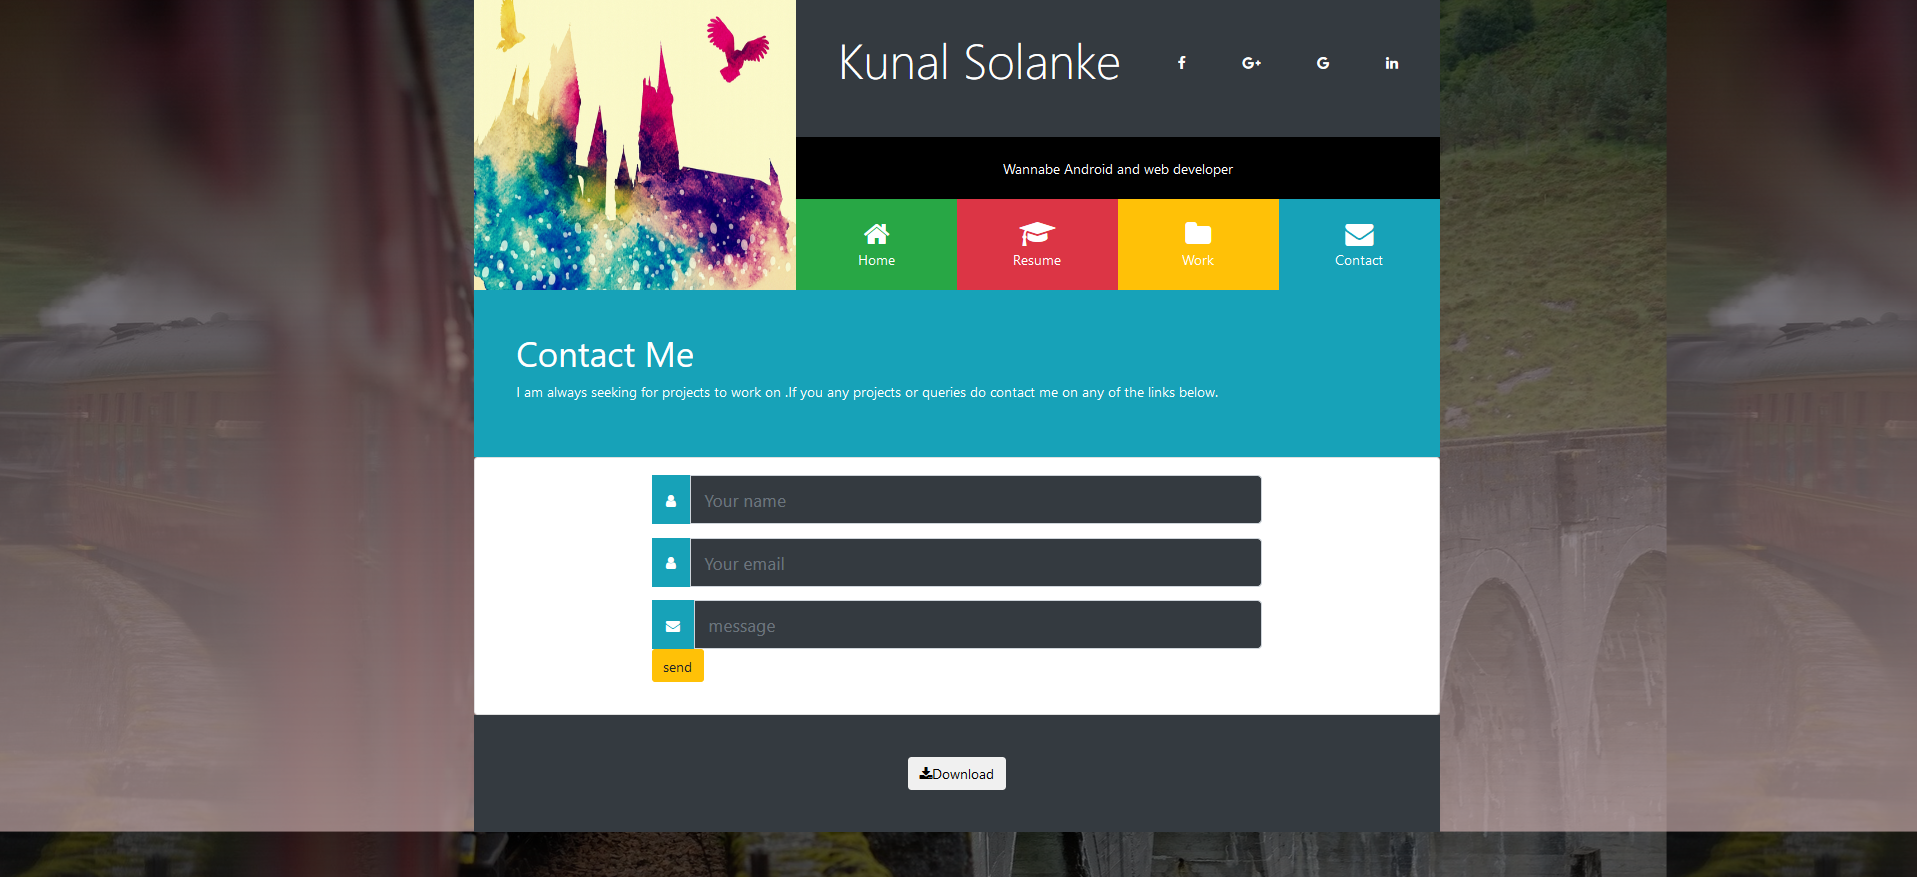 Kunal Solanke
Wannabe Android and web developer
Home
Resume
Work
Contact
Contact Me
I am always seeking for projects to work on .If you any projects or queries do contact me on any of the links below.
Your name
Your email
message
send
Download